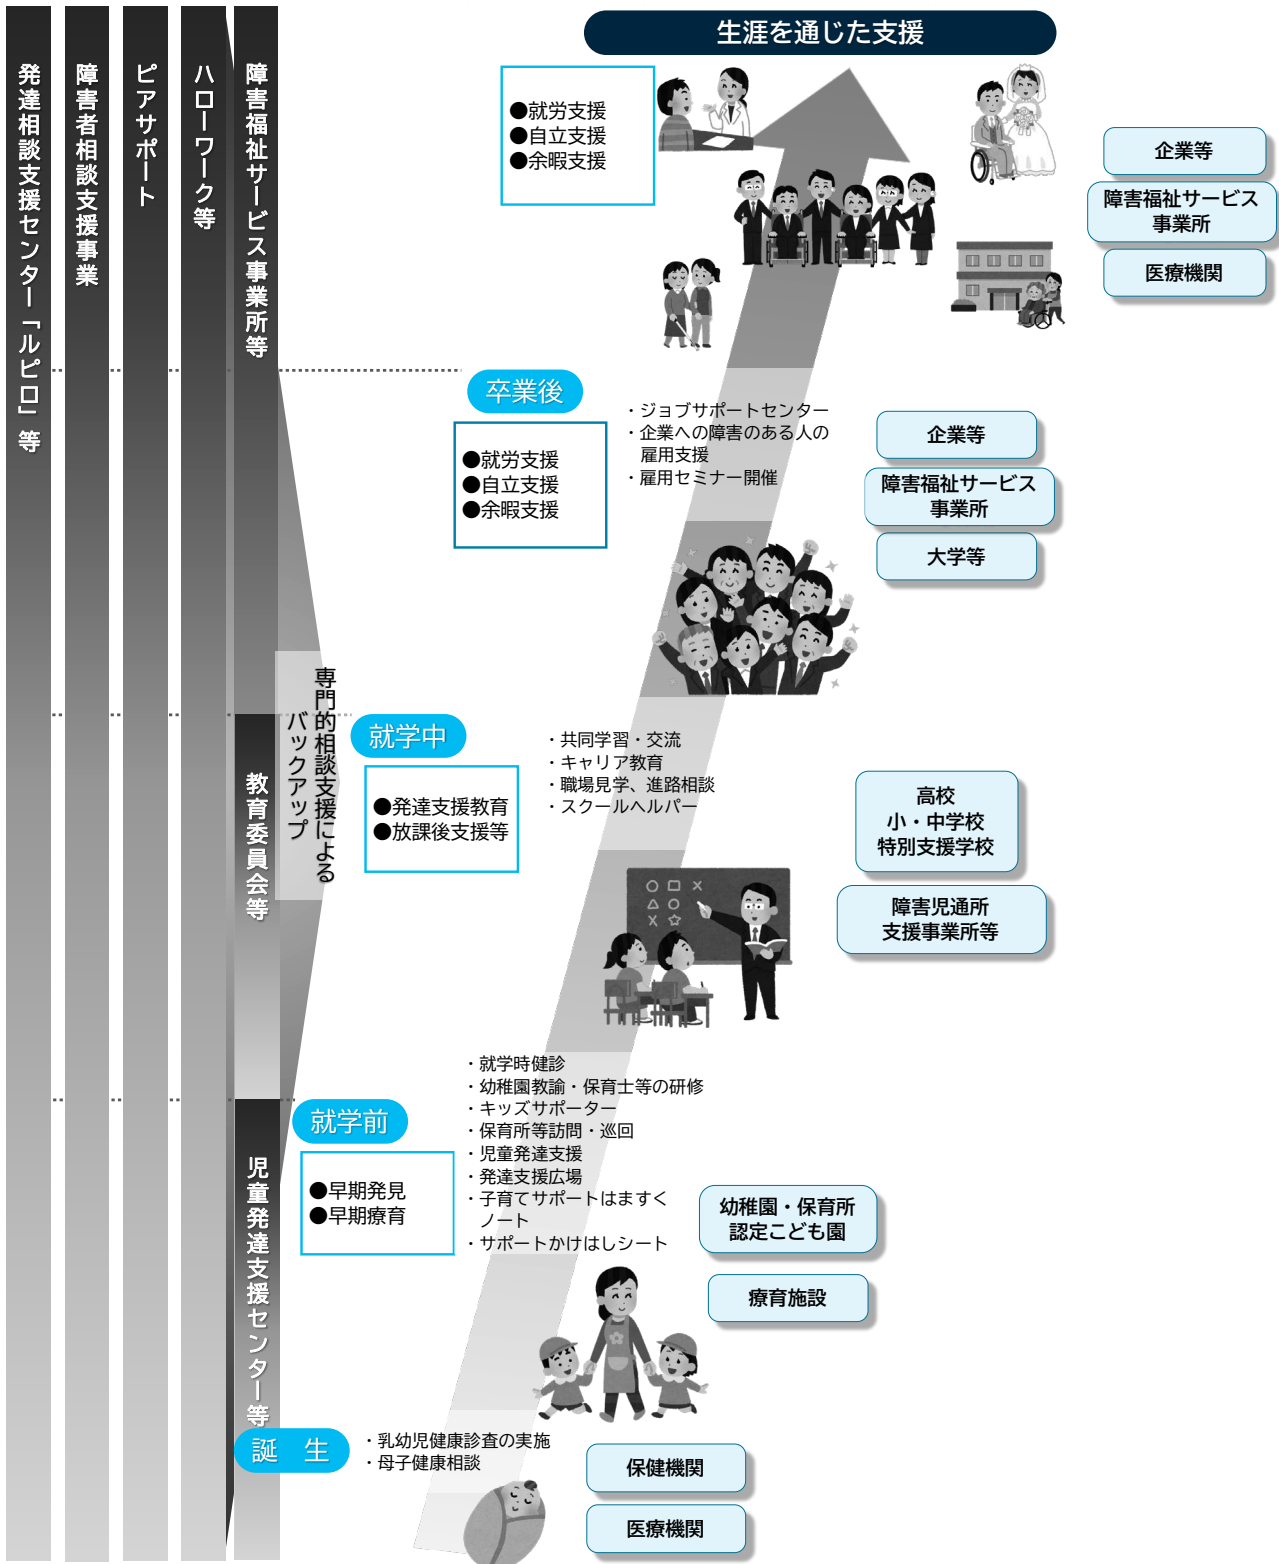 生涯を通じた支援
発達相談支援センター「ルピロ」等
障害者相談支援事業
ピアサポート
ハローワーク等
障害福祉サービス事業所等
教育委員会等
児童発達支援センター等
専門的相談支援による
バックアップ
●就労支援
●自立支援
●余暇支援
企業等
障害福祉サービス
事業所
医療機関
卒業後
●就労支援
●自立支援
●余暇支援
・ジョブサポートセンター
・企業への障害のある人の
雇用支援
・雇用セミナー開催
企業等
障害福祉サービス
事業所
大学等
就学中
●発達支援教育
●放課後支援等
・共同学習・交流
・キャリア教育
・職場見学、進路相談
・スクールヘルパー
高校
小・中学校
特別支援学校
障害児通所
支援事業所等
就学前
●早期発見
●早期療育
・就学時健診
・幼稚園教諭・保育士等の研修
・キッズサポーター
・保育所等訪問・巡回
・児童発達支援
・発達支援広場
・子育てサポートはますく
ノート
・サポートかけはしシート
幼稚園・保育所
認定こども園
療育施設
誕　生
・乳幼児健康診査の実施
・母子健康相談
保健機関
医療機関